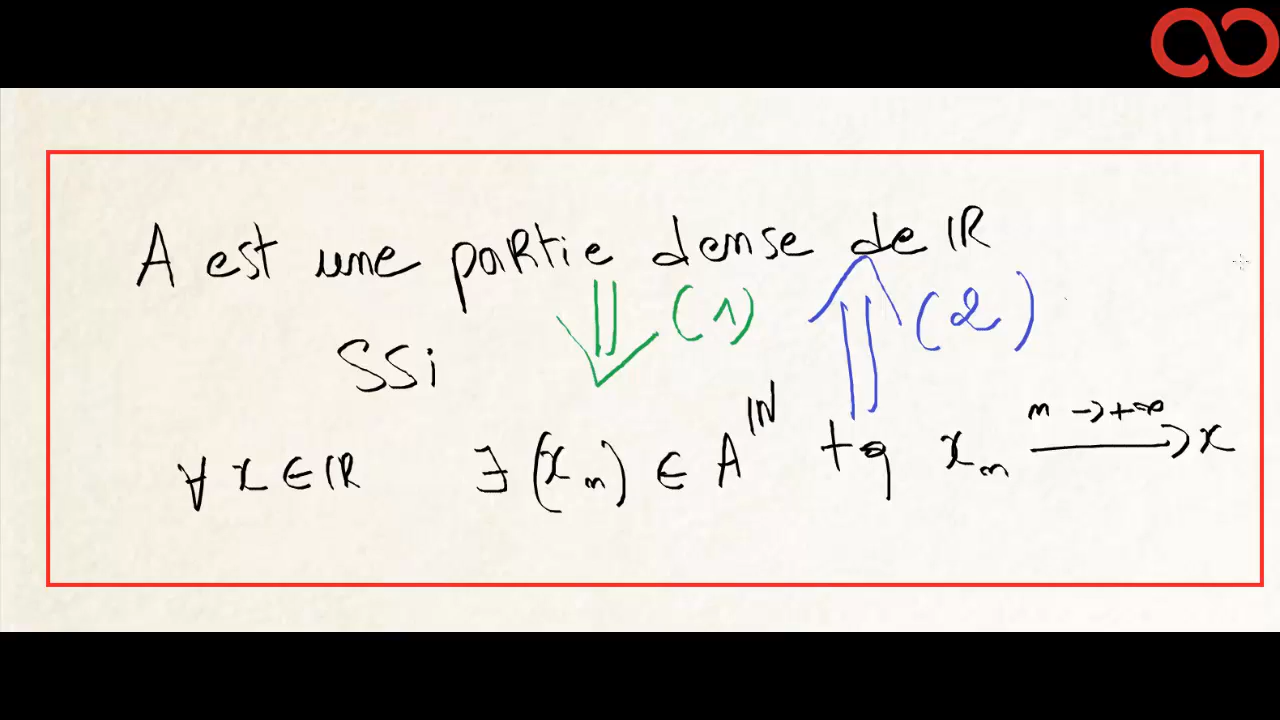 A est une partie dense de ℝ
(1) (2)
SSi
∀ x ∈ ℝ ∃ (xₙ) ∈ A^ℕ tq xₙ ⟶ x n → +∞